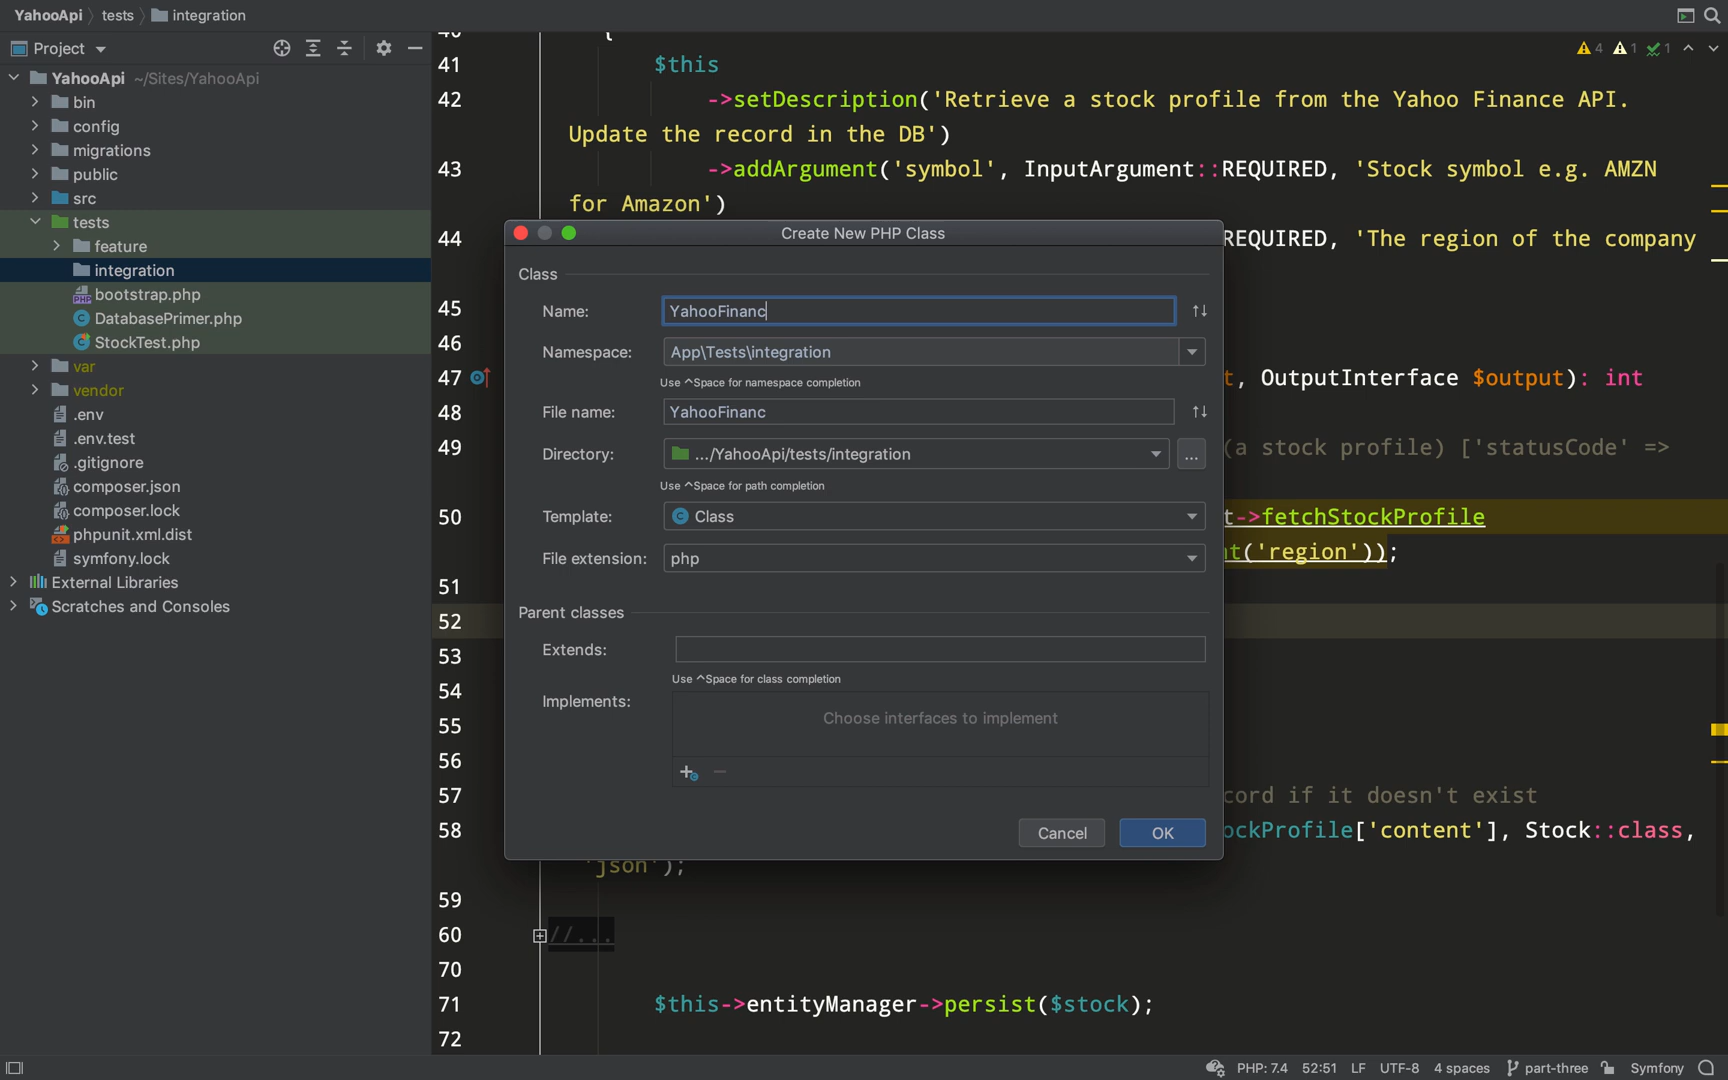 YahooApi tests integration
Project
YahooApi ~/Sites/YahooApi
bin
config
migrations
public
src
tests
feature
integration
PHP bootstrap.php
DatabasePrimer.php
StockTest.php
var
vendor
.env
.env.test
.gitignore
composer.json
composer.lock
phpunit.xml.dist
symfony.lock
External Libraries
Scratches and Consoles
4 1 1
40 {
41 $this
42 ->setDescription('Retrieve a stock profile from the Yahoo Finance API.
Update the record in the DB')
43 ->addArgument('symbol', InputArgument::REQUIRED, 'Stock symbol e.g. AMZN
for Amazon')
44 REQUIRED, 'The region of the company
45
46
47 t, OutputInterface $output): int
48
49 (a stock profile) ['statusCode' =>
50 t->fetchStockProfile
nt('region'));
51
52
53
54
55
56
57 cord if it doesn't exist
58 ockProfile['content'], Stock::class,
'json');
59
60 //...
70
71 $this->entityManager->persist($stock);
72
Create New PHP Class
Class
Name: YahooFinanc
Namespace: App\Tests\integration
Use ^Space for namespace completion
File name: YahooFinanc
Directory: .../YahooApi/tests/integration ...
Use ^Space for path completion
Template: C Class
File extension: php
Parent classes
Extends:
Use ^Space for class completion
Implements:
Choose interfaces to implement
Cancel OK
PHP: 7.4 52:51 LF UTF-8 4 spaces part-three Symfony